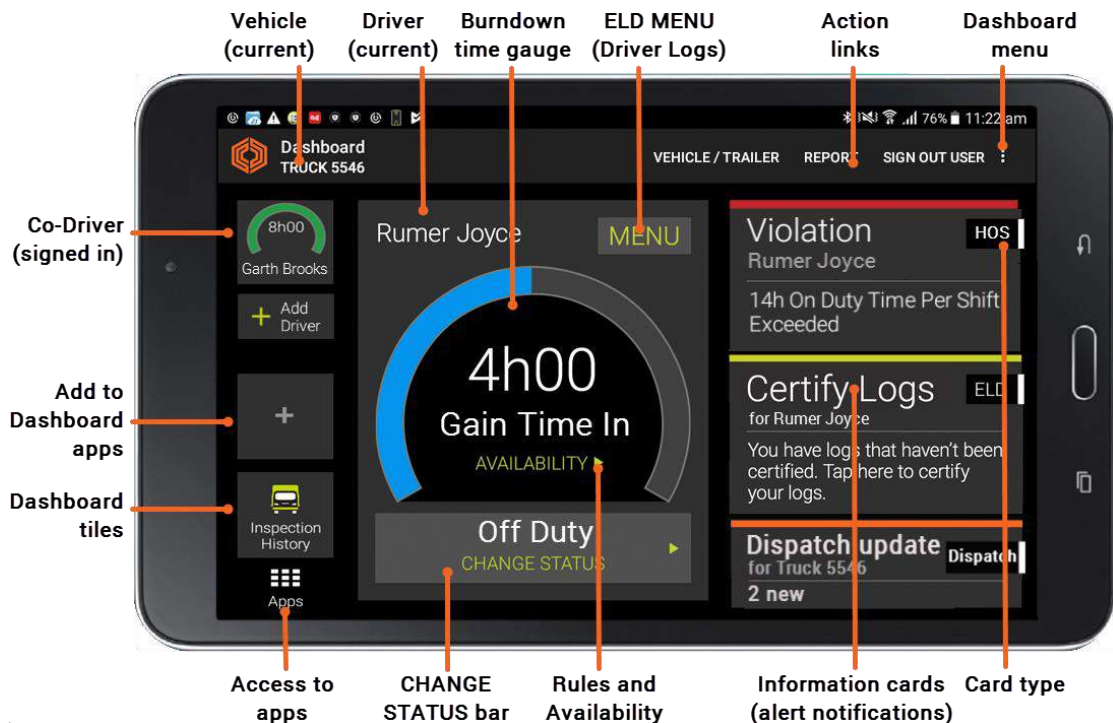 Vehicle
(current)
Driver
(current)
Burndown
time gauge
ELD MENU
(Driver Logs)
Action
links
Dashboard
menu
76% 11:22 am
Dashboard
TRUCK 5546
VEHICLE / TRAILER
REPORT
SIGN OUT USER
Co-Driver
(signed in)
8h00
Garth Brooks
+ Add
Driver
Add to
Dashboard
apps
+
Dashboard
tiles
Inspection
History
Apps
Rumer Joyce
MENU
4h00
Gain Time In
AVAILABILITY
Off Duty
CHANGE STATUS
Violation
HOS
Rumer Joyce
14h On Duty Time Per Shift
Exceeded
Certify Logs
ELD
for Rumer Joyce
You have logs that haven't been
certified. Tap here to certify
your logs.
Dispatch update
Dispatch
for Truck 5546
2 new
Access to
apps
CHANGE
STATUS bar
Rules and
Availability
Information cards
(alert notifications)
Card type